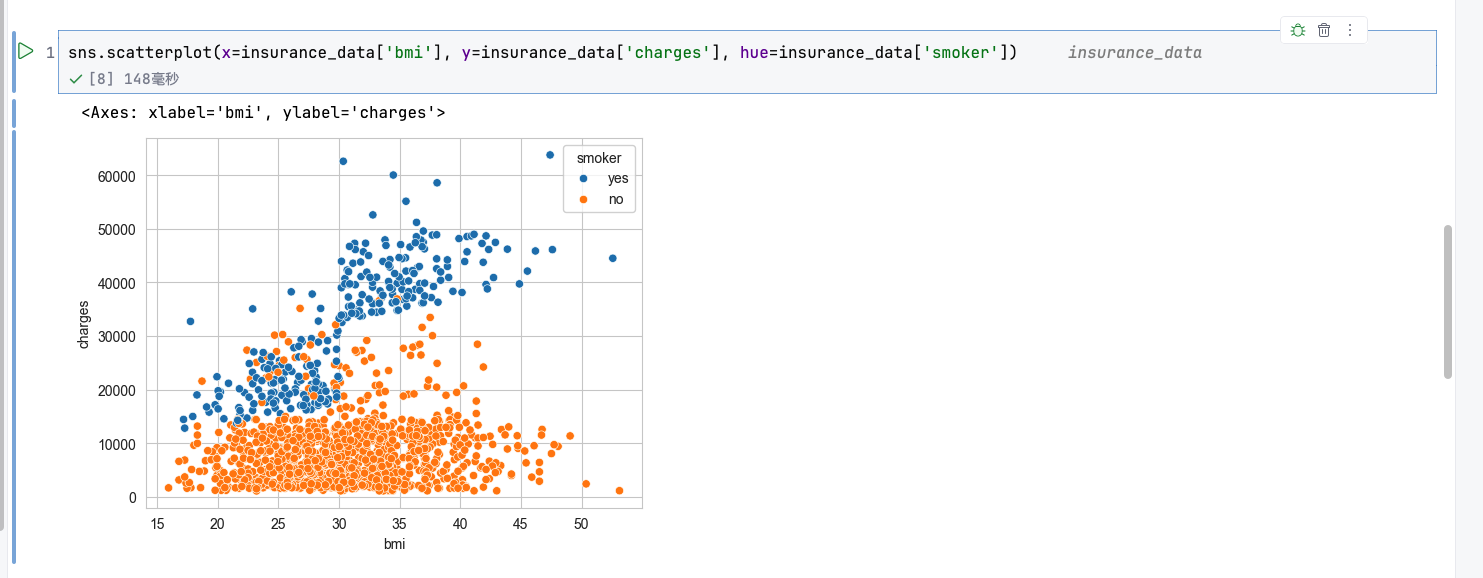 1 sns.scatterplot(x=insurance_data['bmi'], y=insurance_data['charges'], hue=insurance_data['smoker']) insurance_data
[8] 148毫秒
<Axes: xlabel='bmi', ylabel='charges'>
smoker
yes
no
60000
50000
40000
30000
20000
10000
0
charges
15 20 25 30 35 40 45 50
bmi